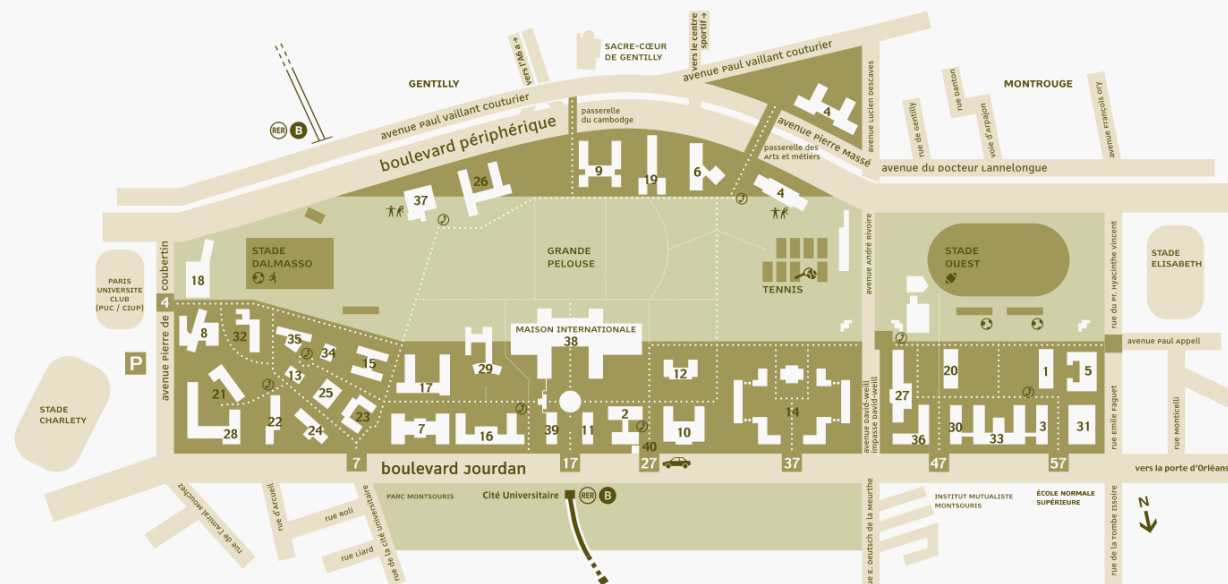 GENTILLY
SACRE-CŒUR
DE GENTILLY
MONTROUGE
vers l'A6 a →
vers le centre
sportif →
RER B
avenue Paul vaillant couturier
avenue Paul vaillant couturier
boulevard périphérique
passerelle
du cambodge
passerelle des
Arts et métiers
avenue Pierre Massé
avenue Lucien Descaves
rue de Gentilly
rue Danton
voie d'Arpajon
avenue François Ory
avenue du Docteur Lannelongue
4
9
19
6
4
26
37
18
STADE
DALMASSO
GRANDE
PELOUSE
TENNIS
avenue André Rivoire
STADE
OUEST
rue du Pr. Hyacinthe vincent
STADE
ELISABETH
PARIS
UNIVERSITE
CLUB
(PUC / CIUP)
avenue Pierre de coubertin
4
P
STADE
CHARLETY
8
32
35
34
15
13
25
21
22
24
23
28
17
29
7
16
MAISON INTERNATIONALE
38
39
11
2
12
10
40
14
avenue David-weill
impasse David-weill
27
20
1
5
36
30
33
3
31
avenue Paul Appell
rue Emile Faguet
rue Monticelli
7
17
27
37
47
57
boulevard Jourdan
vers la porte d'Orléans
PARC MONTSOURIS
Cité Universitaire
RER B
INSTITUT MUTUALISTE
MONTSOURIS
ÉCOLE NORMALE
SUPÉRIEURE
N
rue de l'Amiral Mouchez
rue d'Arcueil
rue Roli
rue Liard
rue de la cité universitaire
rue E. Deutsch de la Meurthe
rue de la Tombe Issoire